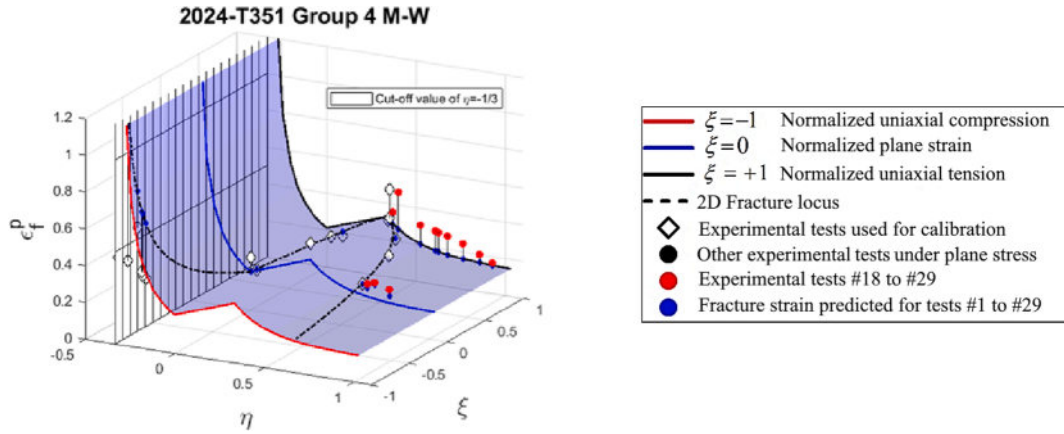 2024-T351 Group 4 M-W
Cut-off value of η=-1/3
1.2
1
0.8
0.6
0.4
0.2
0
ϵ_f^p
-0.5
0
0.5
1
η
-1
-0.5
0
0.5
1
ξ
ξ=-1 Normalized uniaxial compression
ξ=0 Normalized plane strain
ξ = +1 Normalized uniaxial tension
2D Fracture locus
Experimental tests used for calibration
Other experimental tests under plane stress
Experimental tests #18 to #29
Fracture strain predicted for tests #1 to #29